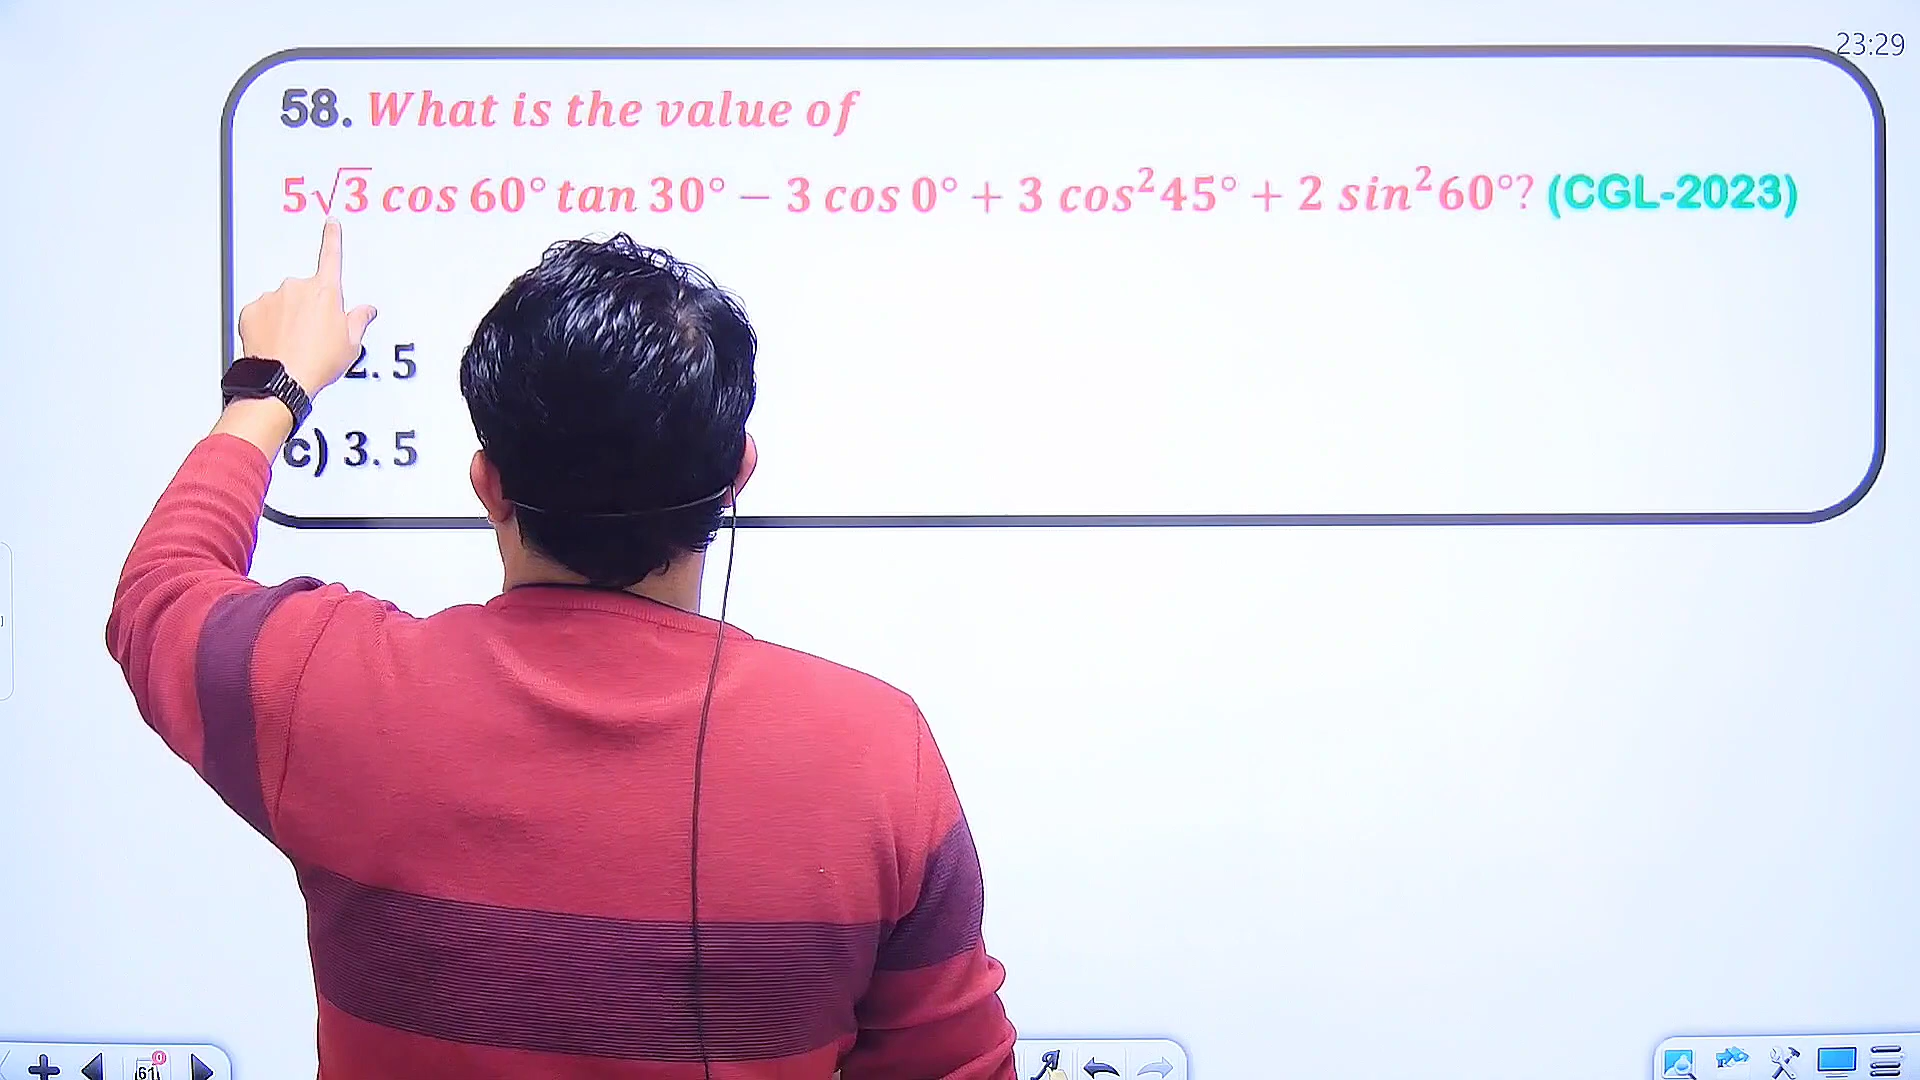 23:29
58. What is the value of
5√3 cos 60° tan 30° − 3 cos 0° + 3 cos²45° + 2 sin²60°? (CGL-2023)
2. 5
c) 3. 5